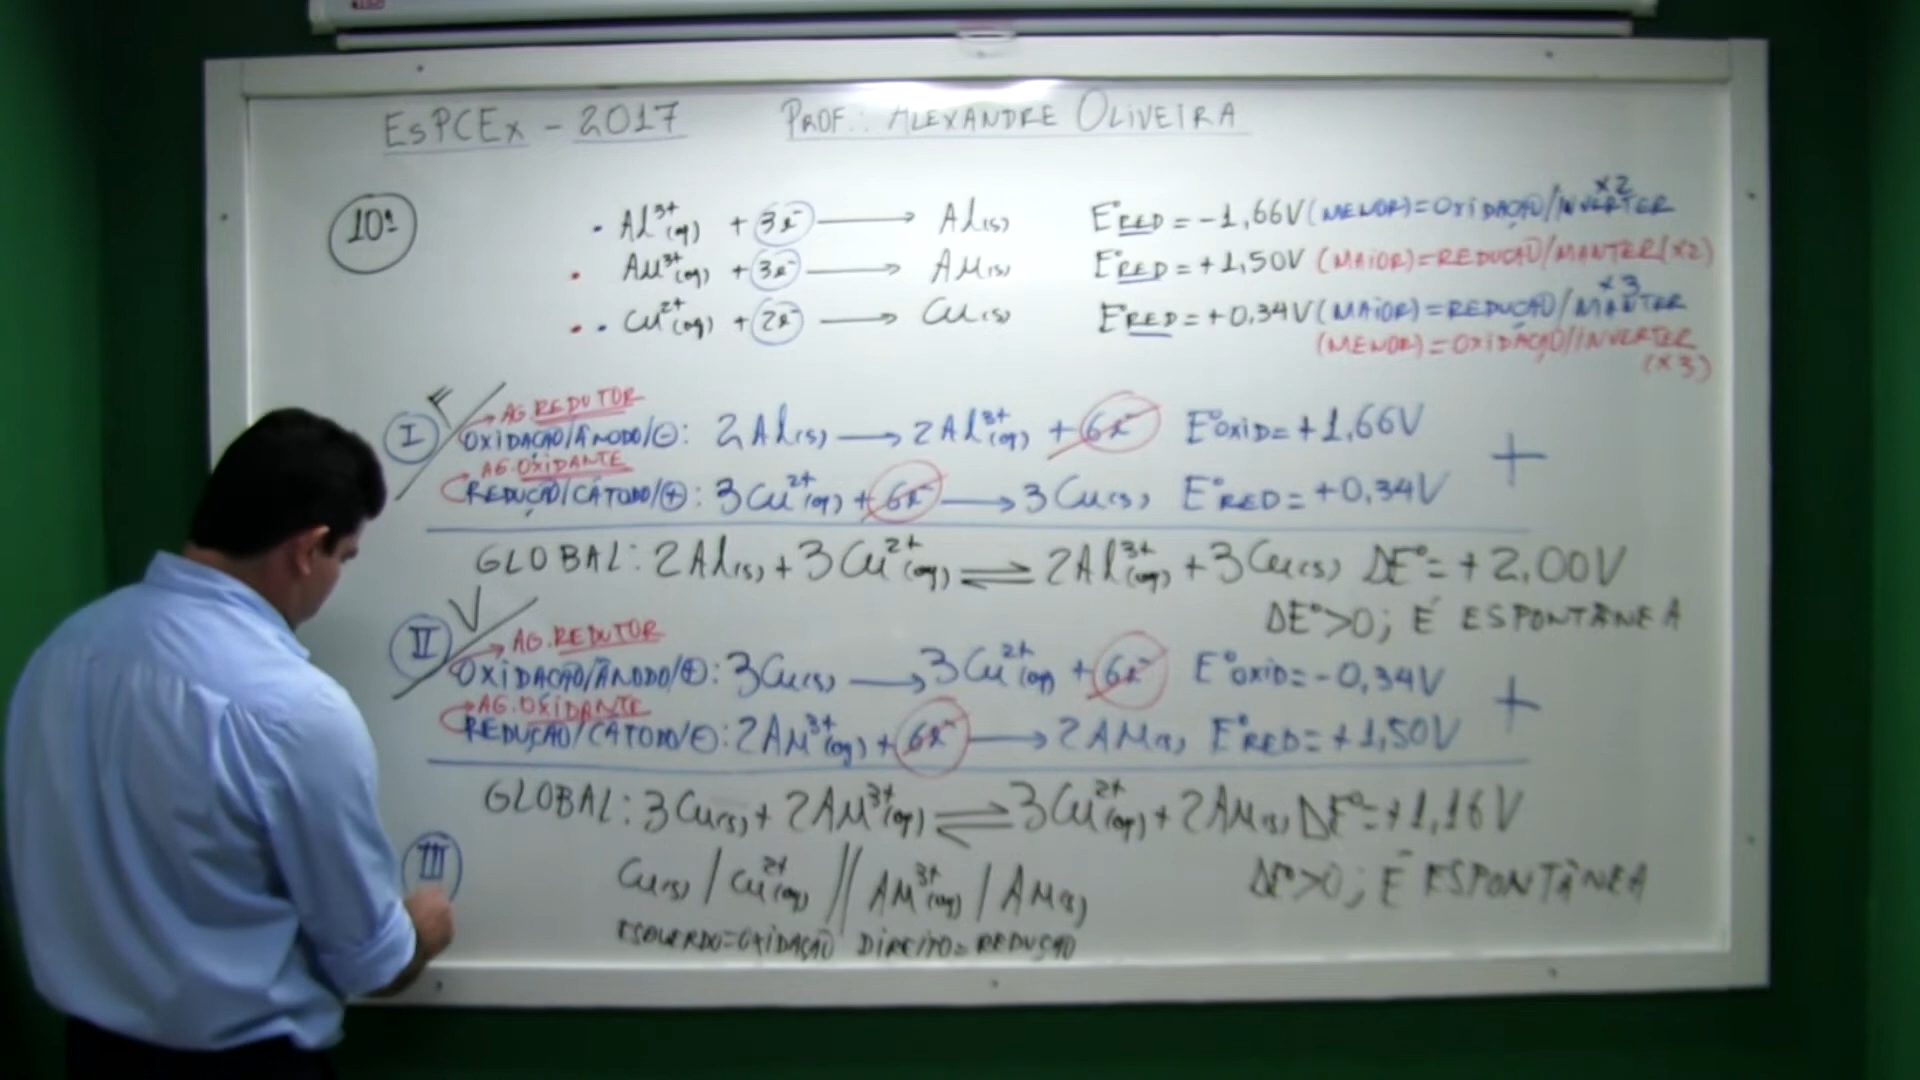 EsPCEx - 2017 PROF.: ALEXANDRE OLIVEIRA
10ª
• Al³⁺(aq) + 3e⁻ → Al(s) E°RED = -1,66V (MENOR) = OXIDAÇÃO/INVERTER x2
• Au³⁺(aq) + 3e⁻ → Au(s) E°RED = +1,50V (MAIOR) = REDUÇÃO/MANTER (x2)
• • Cu²⁺(aq) + 2e⁻ → Cu(s) E°RED = +0,34V (MAIOR) = REDUÇÃO/MANTER x3
(MENOR) = OXIDAÇÃO/INVERTER
(x3)
I F AG. REDUTOR
OXIDAÇÃO/ÂNODO/⊖: 2Al(s) → 2Al³⁺(aq) + 6e⁻ E°OXID = +1,66V +
AG. OXIDANTE
REDUÇÃO/CÁTODO/⊕: 3Cu²⁺(aq) + 6e⁻ → 3Cu(s) E°RED = +0,34V
GLOBAL: 2Al(s) + 3Cu²⁺(aq) ⇌ 2Al³⁺(aq) + 3Cu(s) ΔE° = +2,00V
ΔE°>0; É ESPONTÂNEA
II V AG. REDUTOR
OXIDAÇÃO/ÂNODO/⊕: 3Cu(s) → 3Cu²⁺(aq) + 6e⁻ E°OXID = -0,34V +
AG. OXIDANTE
REDUÇÃO/CÁTODO/⊖: 2Au³⁺(aq) + 6e⁻ → 2Au(s) E°RED = +1,50V
GLOBAL: 3Cu(s) + 2Au³⁺(aq) ⇌ 3Cu²⁺(aq) + 2Au(s) ΔE° = +1,16V
III Cu(s) / Cu²⁺(aq) // Au³⁺(aq) / Au(s) ΔE°>0; É ESPONTÂNEA
ESQUERDO=OXIDAÇÃO DIREITO=REDUÇÃO